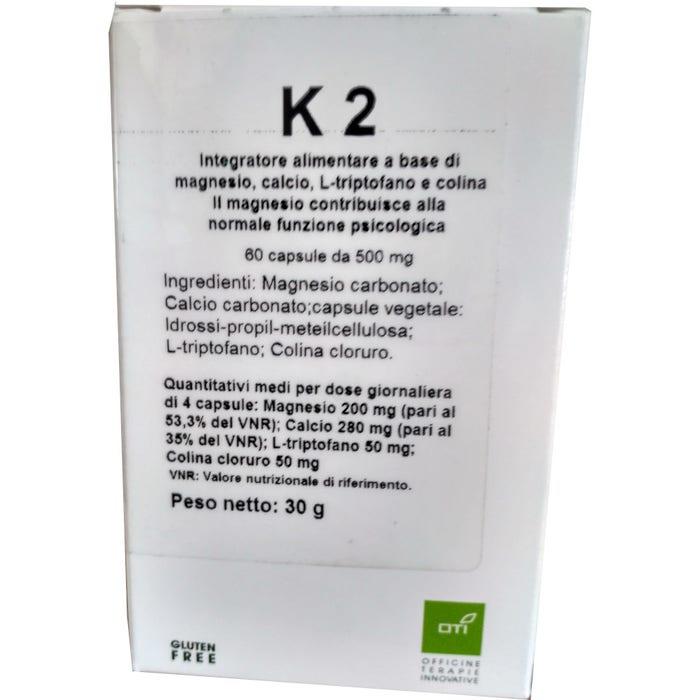 K 2
Integratore alimentare a base di
magnesio, calcio, L-triptofano e colina
Il magnesio contribuisce alla
normale funzione psicologica
60 capsule da 500 mg
Ingredienti: Magnesio carbonato;
Calcio carbonato;capsule vegetale:
Idrossi-propil-meteilcellulosa;
L-triptofano; Colina cloruro.
Quantitativi medi per dose giornaliera
di 4 capsule: Magnesio 200 mg (pari al
53,3% del VNR); Calcio 280 mg (pari al
35% del VNR); L-triptofano 50 mg;
Colina cloruro 50 mg
VNR: Valore nutrizionale di riferimento.
Peso netto: 30 g
GLUTEN
FREE
OTI
OFFICINE
TERAPIE
INNOVATIVE